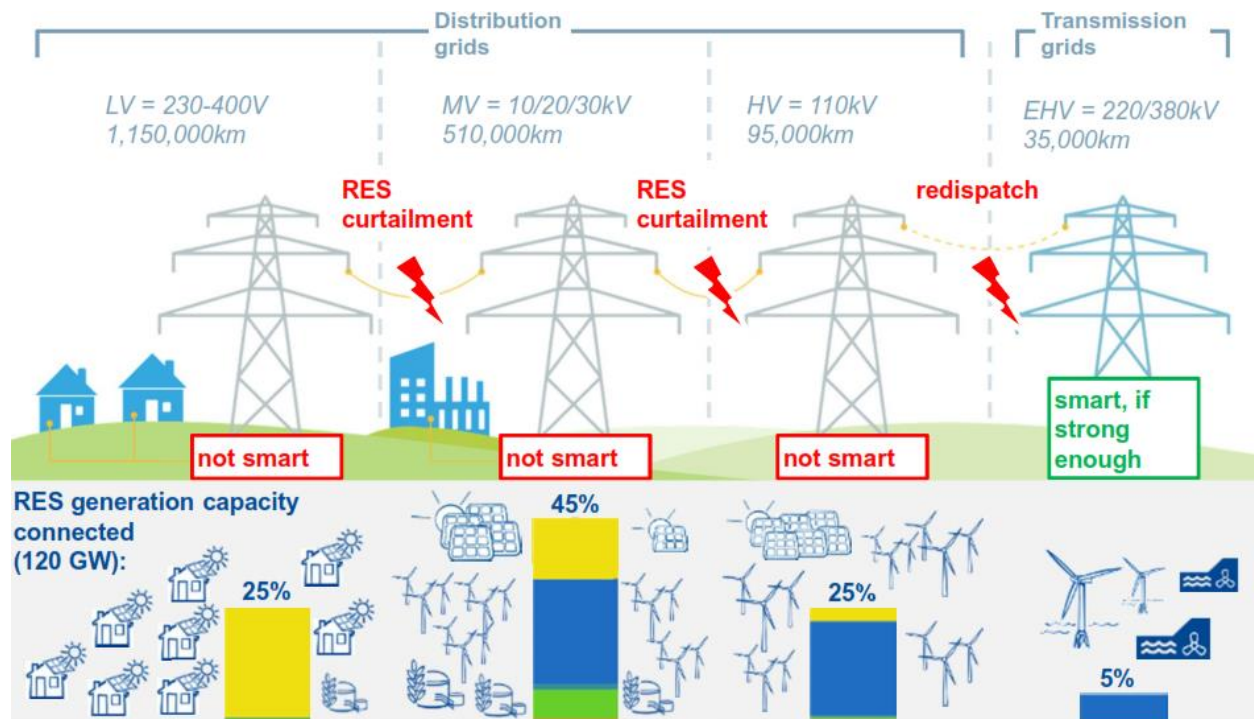 Distribution
grids
Transmission
grids
LV = 230-400V
1,150,000km
MV = 10/20/30kV
510,000km
HV = 110kV
95,000km
EHV = 220/380kV
35,000km
RES
curtailment
RES
curtailment
redispatch
not smart
not smart
not smart
smart, if
strong
enough
RES generation capacity
connected
(120 GW):
25%
45%
25%
5%